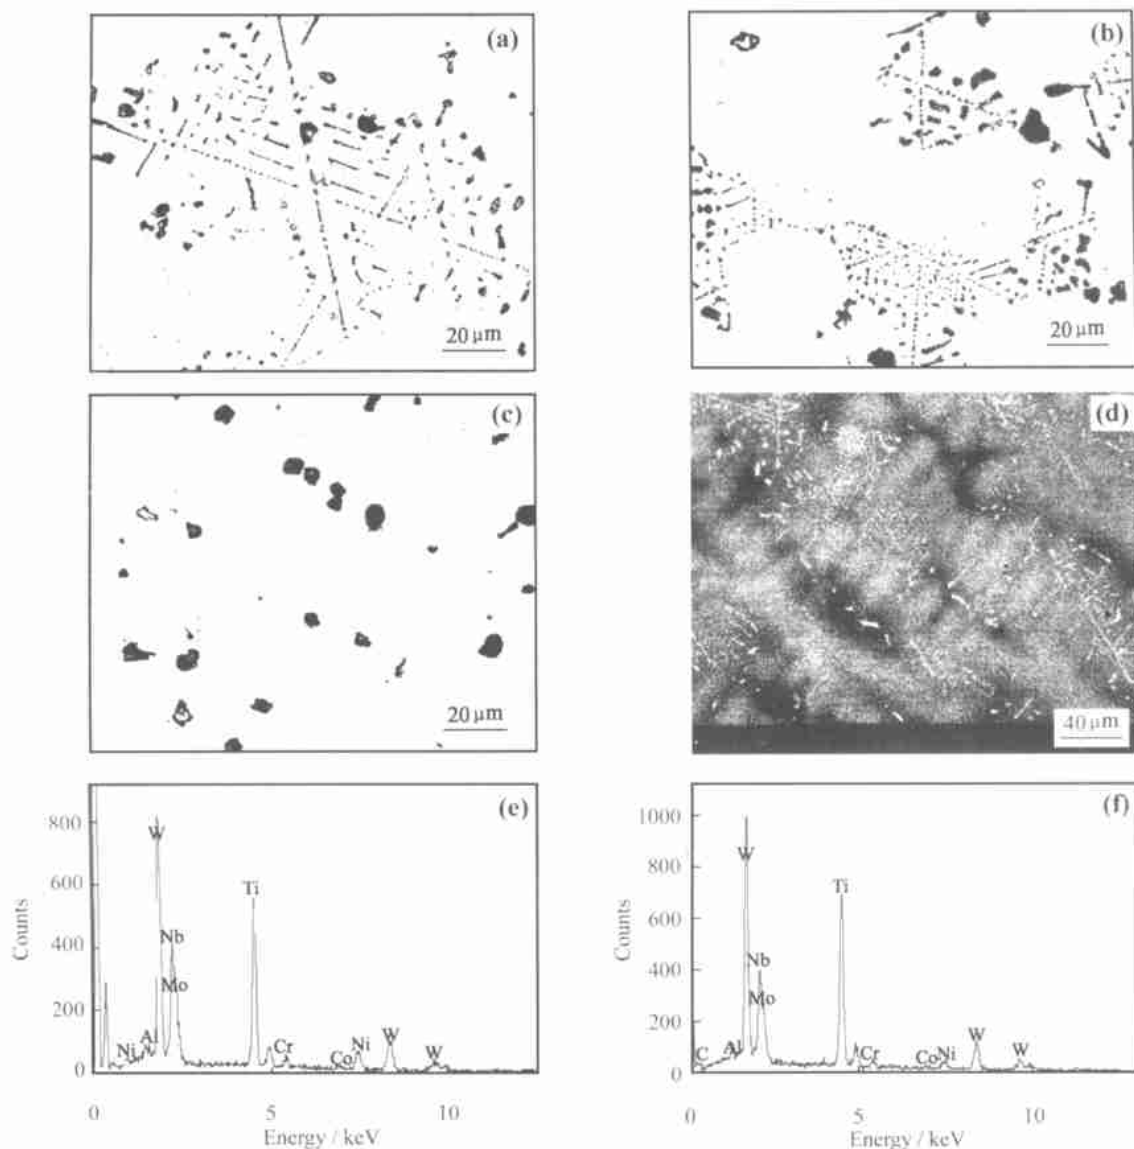 (a)
20 μm
(b)
20 μm
(c)
20 μm
(d)
40 μm
(e)
800
600
400
200
0
Counts
W
Nb
Mo
Ti
Ni
Al
Cr
Co
Ni
W
W
0
5
10
Energy / keV
(f)
1000
800
600
400
200
0
Counts
W
Nb
Mo
Ti
C
Al
Cr
Co
Ni
W
W
0
5
10
Energy / keV